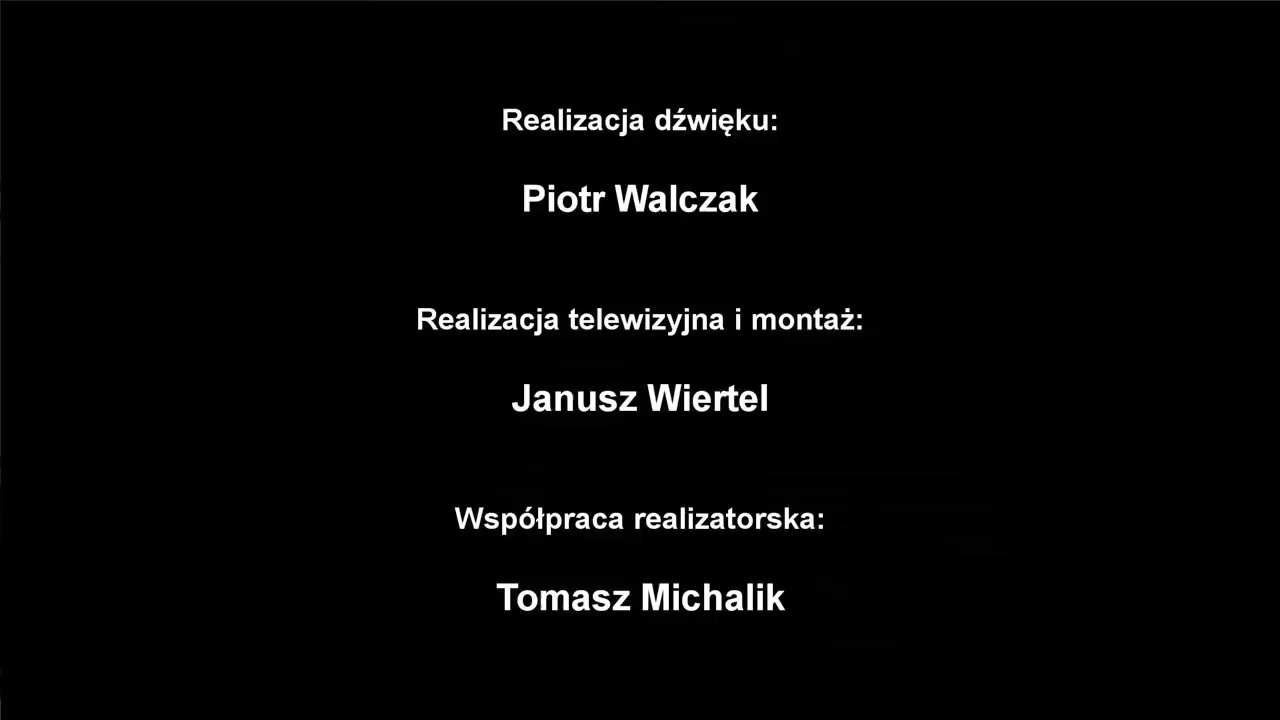 Realizacja dźwięku:
Piotr Walczak
Realizacja telewizyjna i montaż:
Janusz Wiertel
Współpraca realizatorska:
Tomasz Michalik